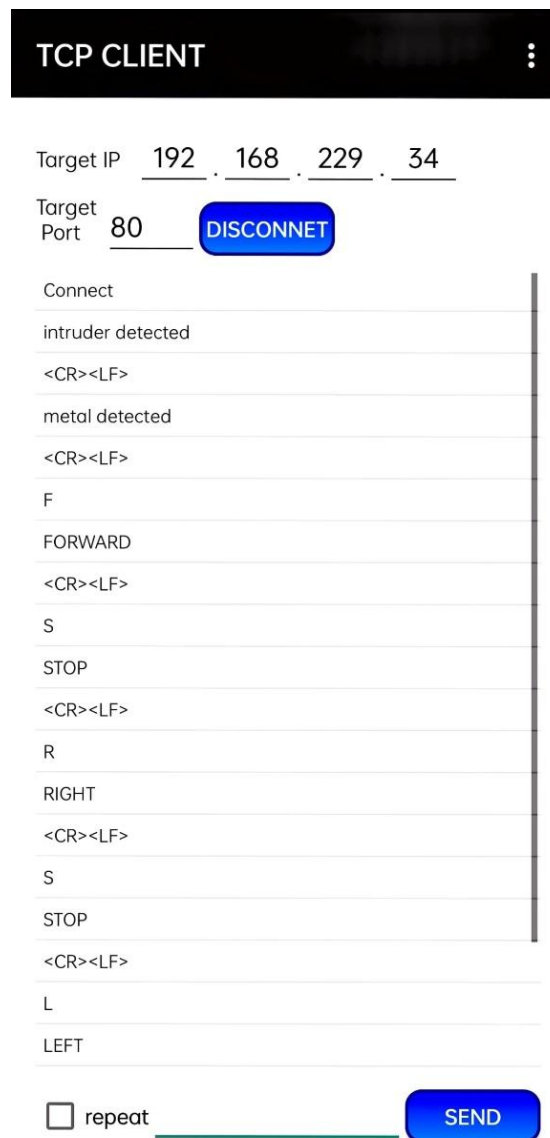 TCP CLIENT
Target IP 192 . 168 . 229 . 34
Target
Port 80 DISCONNET
Connect
intruder detected
<CR><LF>
metal detected
<CR><LF>
F
FORWARD
<CR><LF>
S
STOP
<CR><LF>
R
RIGHT
<CR><LF>
S
STOP
<CR><LF>
L
LEFT
repeat SEND